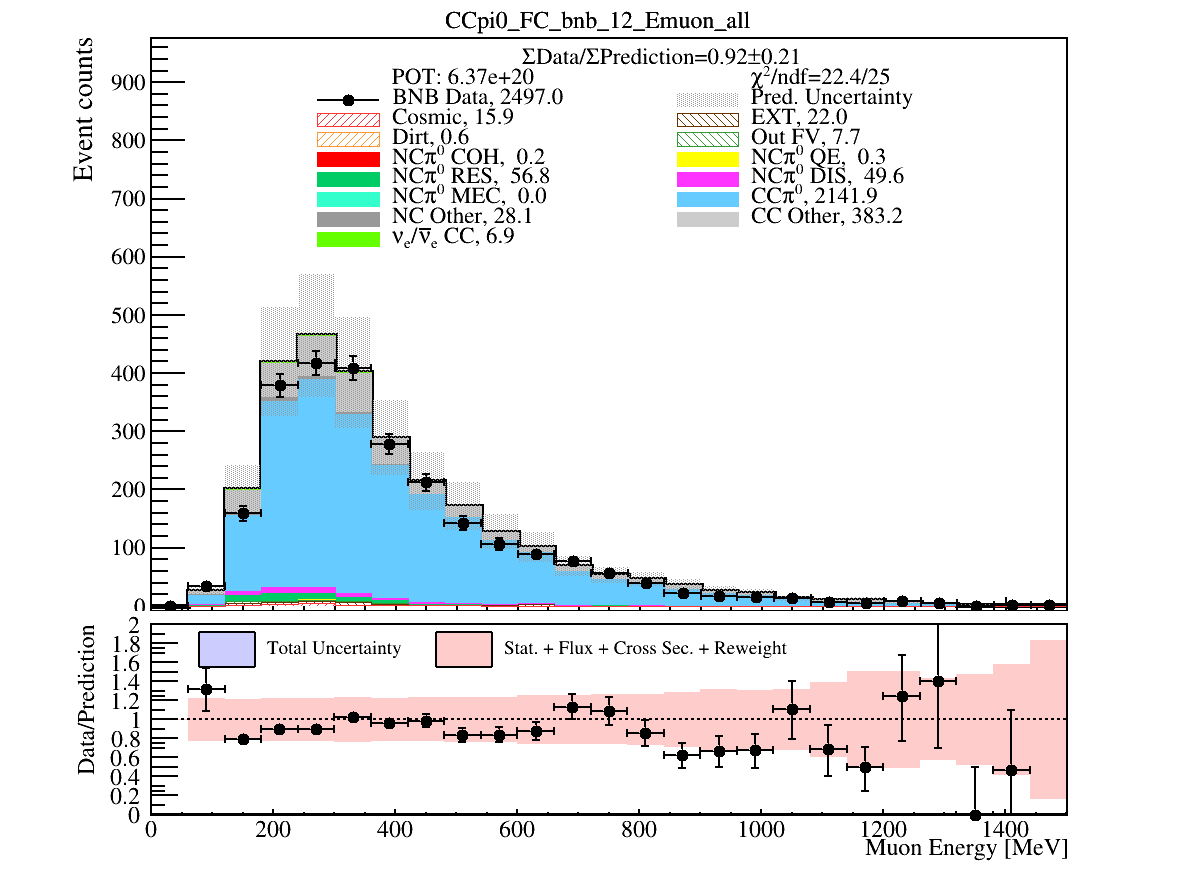 CCpi0_FC_bnb_12_Emuon_all
ΣData/ΣPrediction=0.92±0.21
POT: 6.37e+20
χ²/ndf=22.4/25
BNB Data, 2497.0
Pred. Uncertainty
Cosmic, 15.9
EXT, 22.0
Dirt, 0.6
Out FV, 7.7
NCπ⁰ COH, 0.2
NCπ⁰ QE, 0.3
NCπ⁰ RES, 56.8
NCπ⁰ DIS, 49.6
NCπ⁰ MEC, 0.0
CCπ⁰, 2141.9
NC Other, 28.1
CC Other, 383.2
νₑ/ν̅ₑ CC, 6.9
Event counts
900
800
700
600
500
400
300
200
100
0
Total Uncertainty
Stat. + Flux + Cross Sec. + Reweight
Data/Prediction
2
1.8
1.6
1.4
1.2
1
0.8
0.6
0.4
0.2
0
0 200 400 600 800 1000 1200 1400
Muon Energy [MeV]